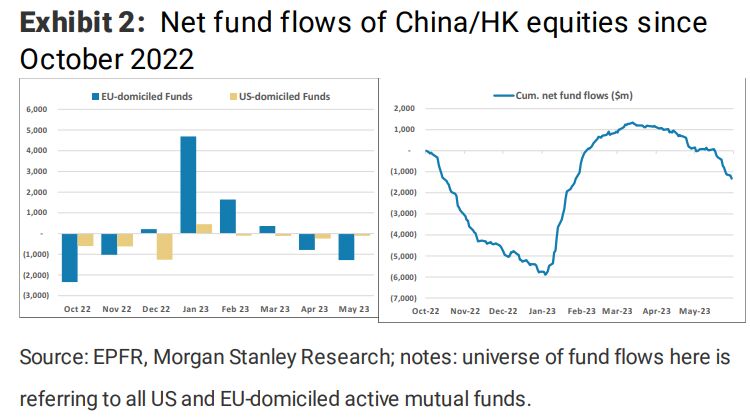 Exhibit 2: Net fund flows of China/HK equities since
October 2022
EU-domiciled Funds
US-domiciled Funds
6,000
5,000
4,000
3,000
2,000
1,000
-
(1,000)
(2,000)
(3,000)
Oct 22 Nov 22 Dec 22 Jan 23 Feb 23 Mar 23 Apr 23 May 23
Cum. net fund flows ($m)
2,000
1,000
-
(1,000)
(2,000)
(3,000)
(4,000)
(5,000)
(6,000)
(7,000)
Oct-22 Nov-22 Dec-22 Jan-23 Feb-23 Mar-23 Apr-23 May-23
Source: EPFR, Morgan Stanley Research; notes: universe of fund flows here is
referring to all US and EU-domiciled active mutual funds.